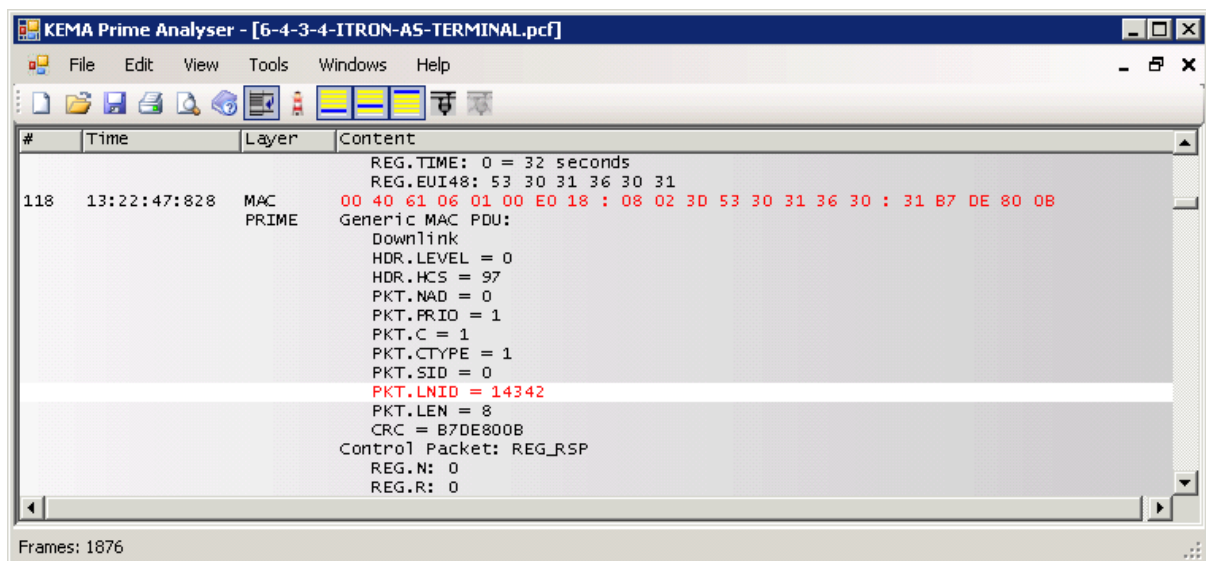 KEMA Prime Analyser - [6-4-3-4-ITRON-AS-TERMINAL.pcf]
File Edit View Tools Windows Help
# Time Layer Content
REG.TIME: 0 = 32 seconds
REG.EUI48: 53 30 31 36 30 31
118 13:22:47:828 MAC 00 40 61 06 01 00 E0 18 : 08 02 3D 53 30 31 36 30 : 31 B7 DE 80 0B
PRIME Generic MAC PDU:
Downlink
HDR.LEVEL = 0
HDR.HCS = 97
PKT.NAD = 0
PKT.PRIO = 1
PKT.C = 1
PKT.CTYPE = 1
PKT.SID = 0
PKT.LNID = 14342
PKT.LEN = 8
CRC = B7DE800B
Control Packet: REG_RSP
REG.N: 0
REG.R: 0
Frames: 1876